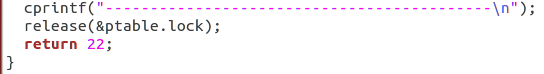 cprintf("-------------------------------------------\n");
release(&ptable.lock);
return 22;
}